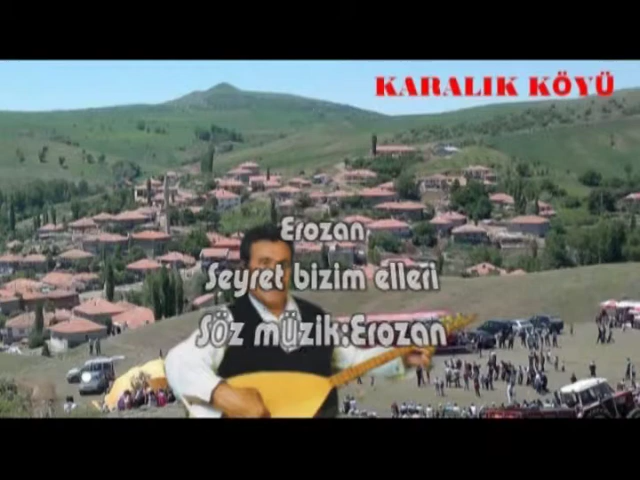 KARALIK KÖYÜ
Erozan,
Seyret bizim elleri
Söz müzik:Erozan